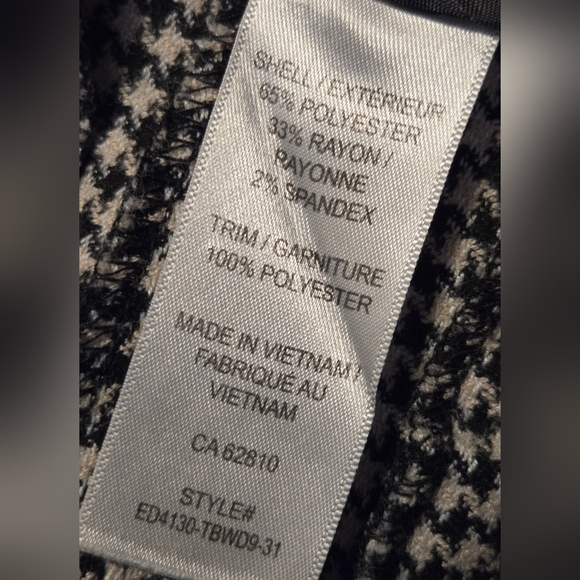 SHELL / EXTÉRIEUR
65% POLYESTER
33% RAYON /
RAYONNE
2% SPANDEX
TRIM / GARNITURE
100% POLYESTER
MADE IN VIETNAM /
FABRIQUÉ AU
VIETNAM
CA 62810
STYLE#
ED4130-TBWD9-31